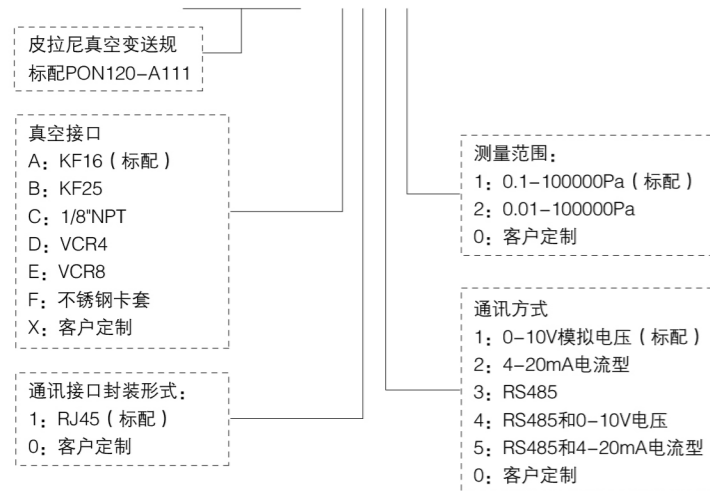 皮拉尼真空变送规
标配PON120-A111
真空接口
A：KF16（标配）
B：KF25
C：1/8"NPT
D：VCR4
E：VCR8
F：不锈钢卡套
X：客户定制
通讯接口封装形式：
1：RJ45（标配）
0：客户定制
测量范围：
1：0.1-100000Pa（标配）
2：0.01-100000Pa
0：客户定制
通讯方式
1：0-10V模拟电压（标配）
2：4-20mA电流型
3：RS485
4：RS485和0-10V电压
5：RS485和4-20mA电流型
0：客户定制